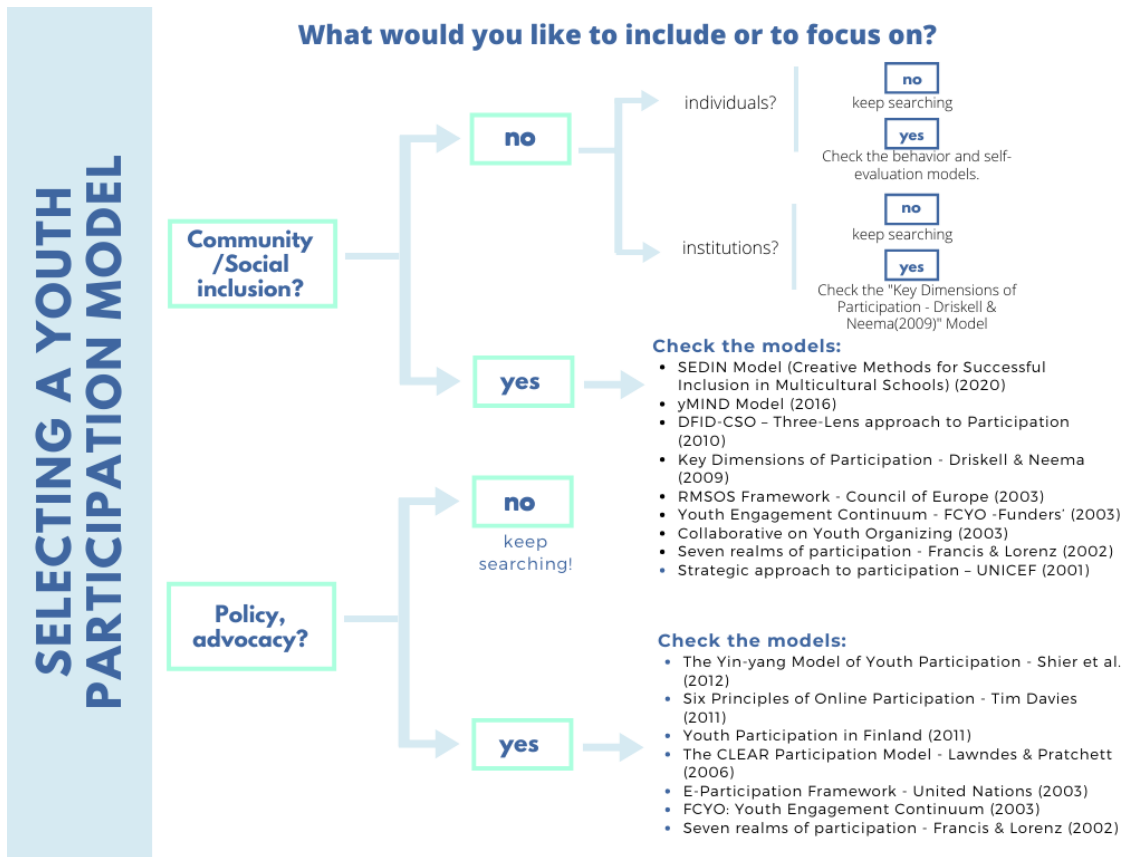 SELECTING A YOUTH
PARTICIPATION MODEL
What would you like to include or to focus on?
Community
/Social
inclusion?
no
individuals?
no
keep searching
yes
Check the behavior and self-
evaluation models.
institutions?
no
keep searching
yes
Check the "Key Dimensions of
Participation - Driskell &
Neema(2009)" Model
yes
Check the models:
• SEDIN Model (Creative Methods for Successful
Inclusion in Multicultural Schools) (2020)
• yMIND Model (2016)
• DFID-CSO – Three-Lens approach to Participation
(2010)
• Key Dimensions of Participation - Driskell & Neema
(2009)
• RMSOS Framework - Council of Europe (2003)
• Youth Engagement Continuum - FCYO -Funders’ (2003)
• Collaborative on Youth Organizing (2003)
• Seven realms of participation - Francis & Lorenz (2002)
• Strategic approach to participation – UNICEF (2001)
Policy,
advocacy?
no
keep
searching!
yes
Check the models:
• The Yin-yang Model of Youth Participation - Shier et al.
(2012)
• Six Principles of Online Participation - Tim Davies
(2011)
• Youth Participation in Finland (2011)
• The CLEAR Participation Model - Lawndes & Pratchett
(2006)
• E-Participation Framework - United Nations (2003)
• FCYO: Youth Engagement Continuum (2003)
• Seven realms of participation - Francis & Lorenz (2002)